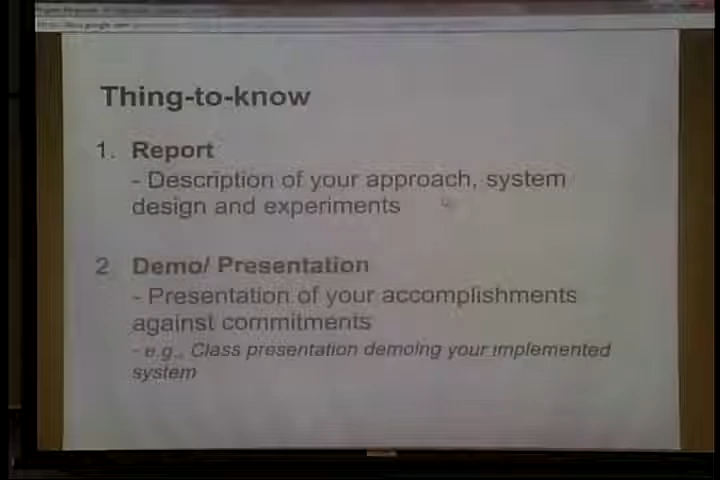 Thing-to-know
1. Report
- Description of your approach, system
design and experiments
2 Demo/ Presentation
- Presentation of your accomplishments
against commitments
- e.g., Class presentation demoing your implemented
system